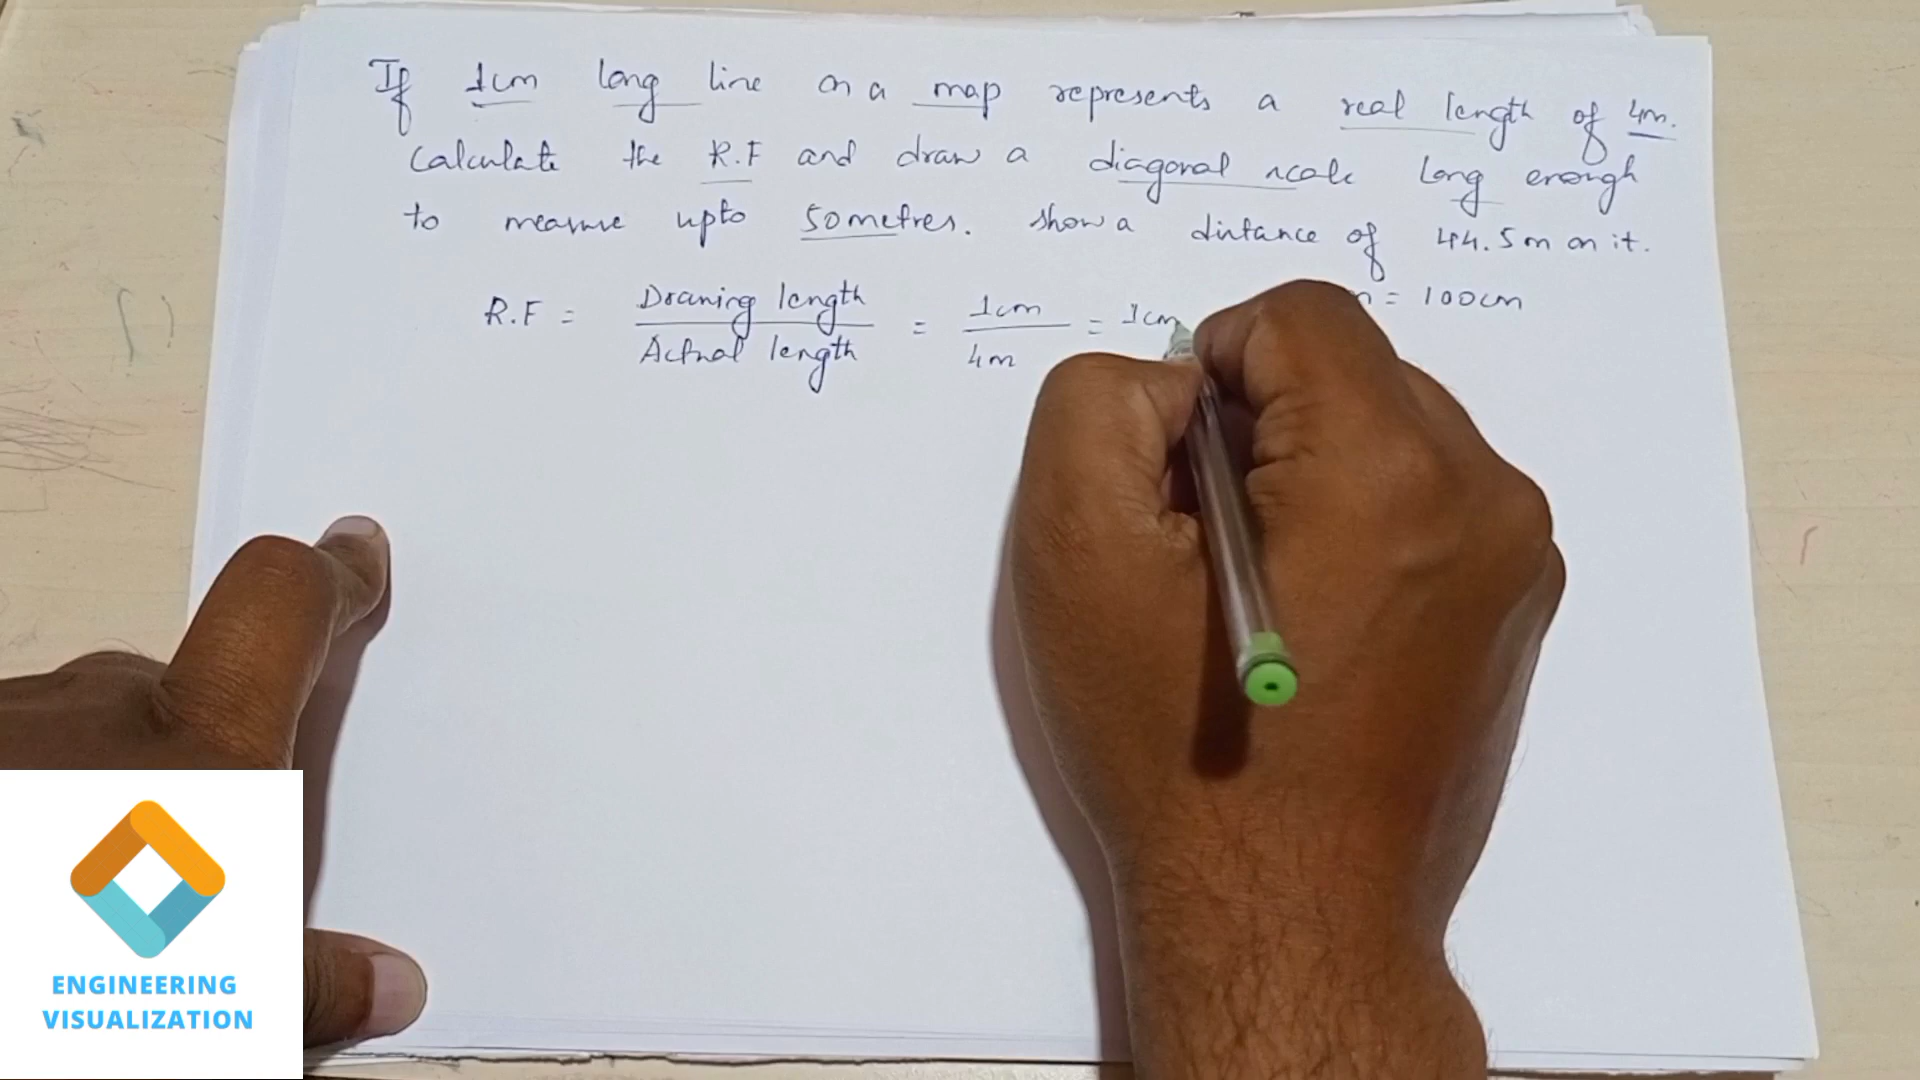 If 1cm long line on a map represents a real length of 4m.
Calculate the R.F and draw a diagonal scale long enough
to measure upto 50metres. show a distance of 44.5m on it.
R.F = Drawing length / Actual length = 1cm / 4m = 1cm
= 100cm
ENGINEERING
VISUALIZATION